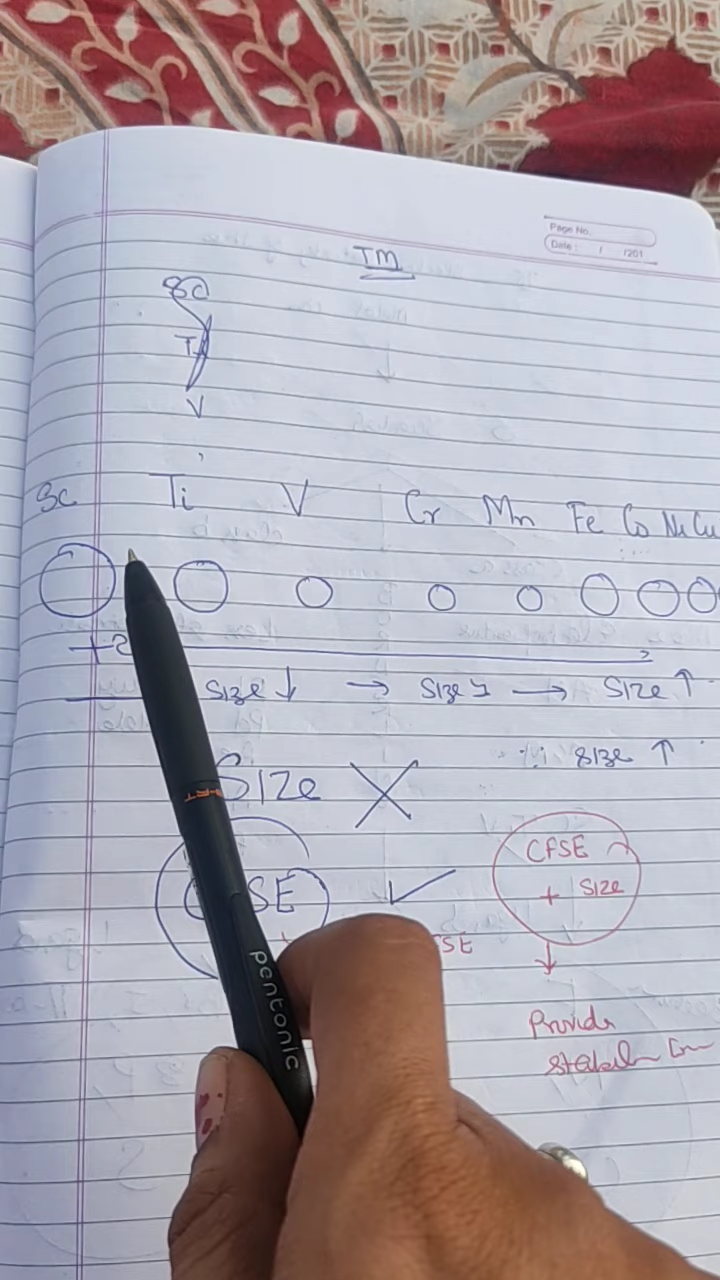 Page No.
Date: / /201
TM
Sc
Ti
V
Sc Ti V Cr Mn Fe Co Ni Cu
+2
Size ↓ → Size ↓ → Size ↑
∵ size ↑
Size ✗
CFSE
+ Size
SE ✓
↓
Provide
pentonic